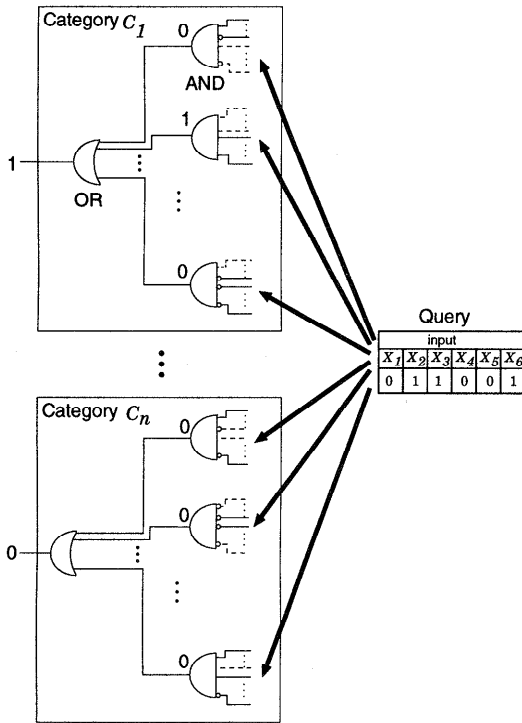 Category C1
0
AND
1
1
OR
0
Query
input
X1 X2 X3 X4 X5 X6
0 1 1 0 0 1
Category Cn
0
0
0
0